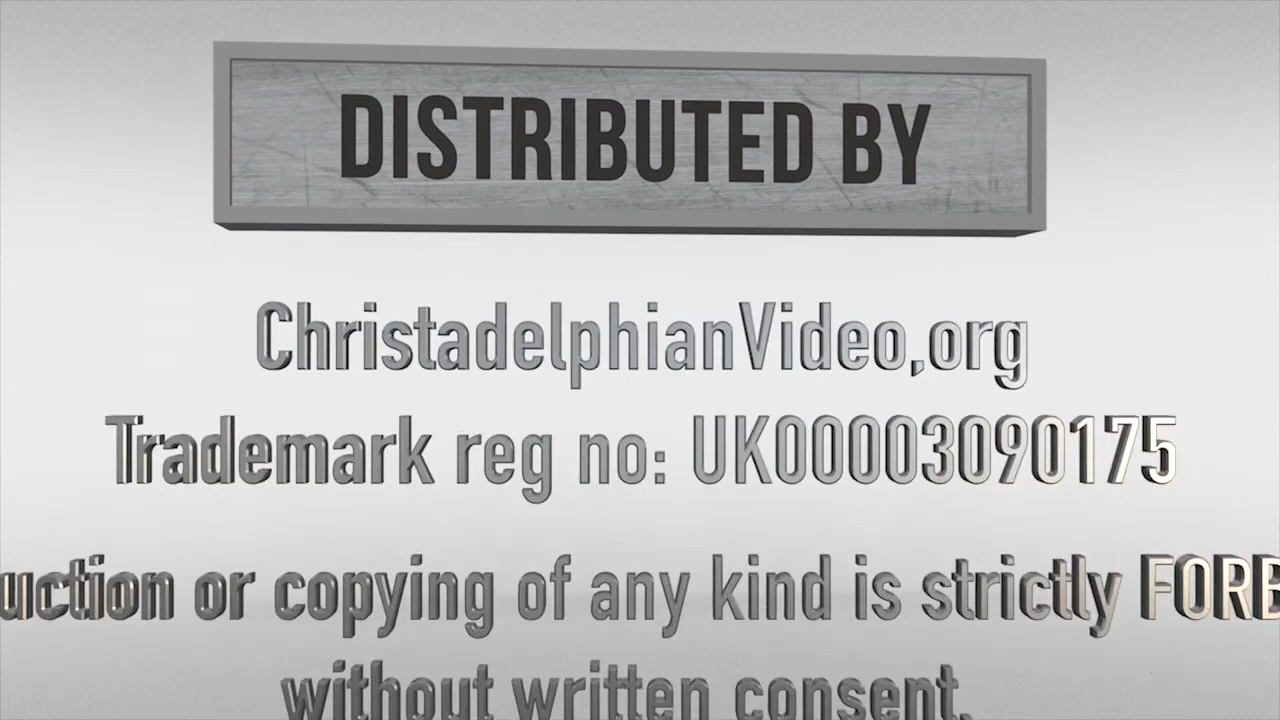 DISTRIBUTED BY
ChristadelphianVideo,org
Trademark reg no: UK00003090175
uction or copying of any kind is strictly FORB
without written consent.